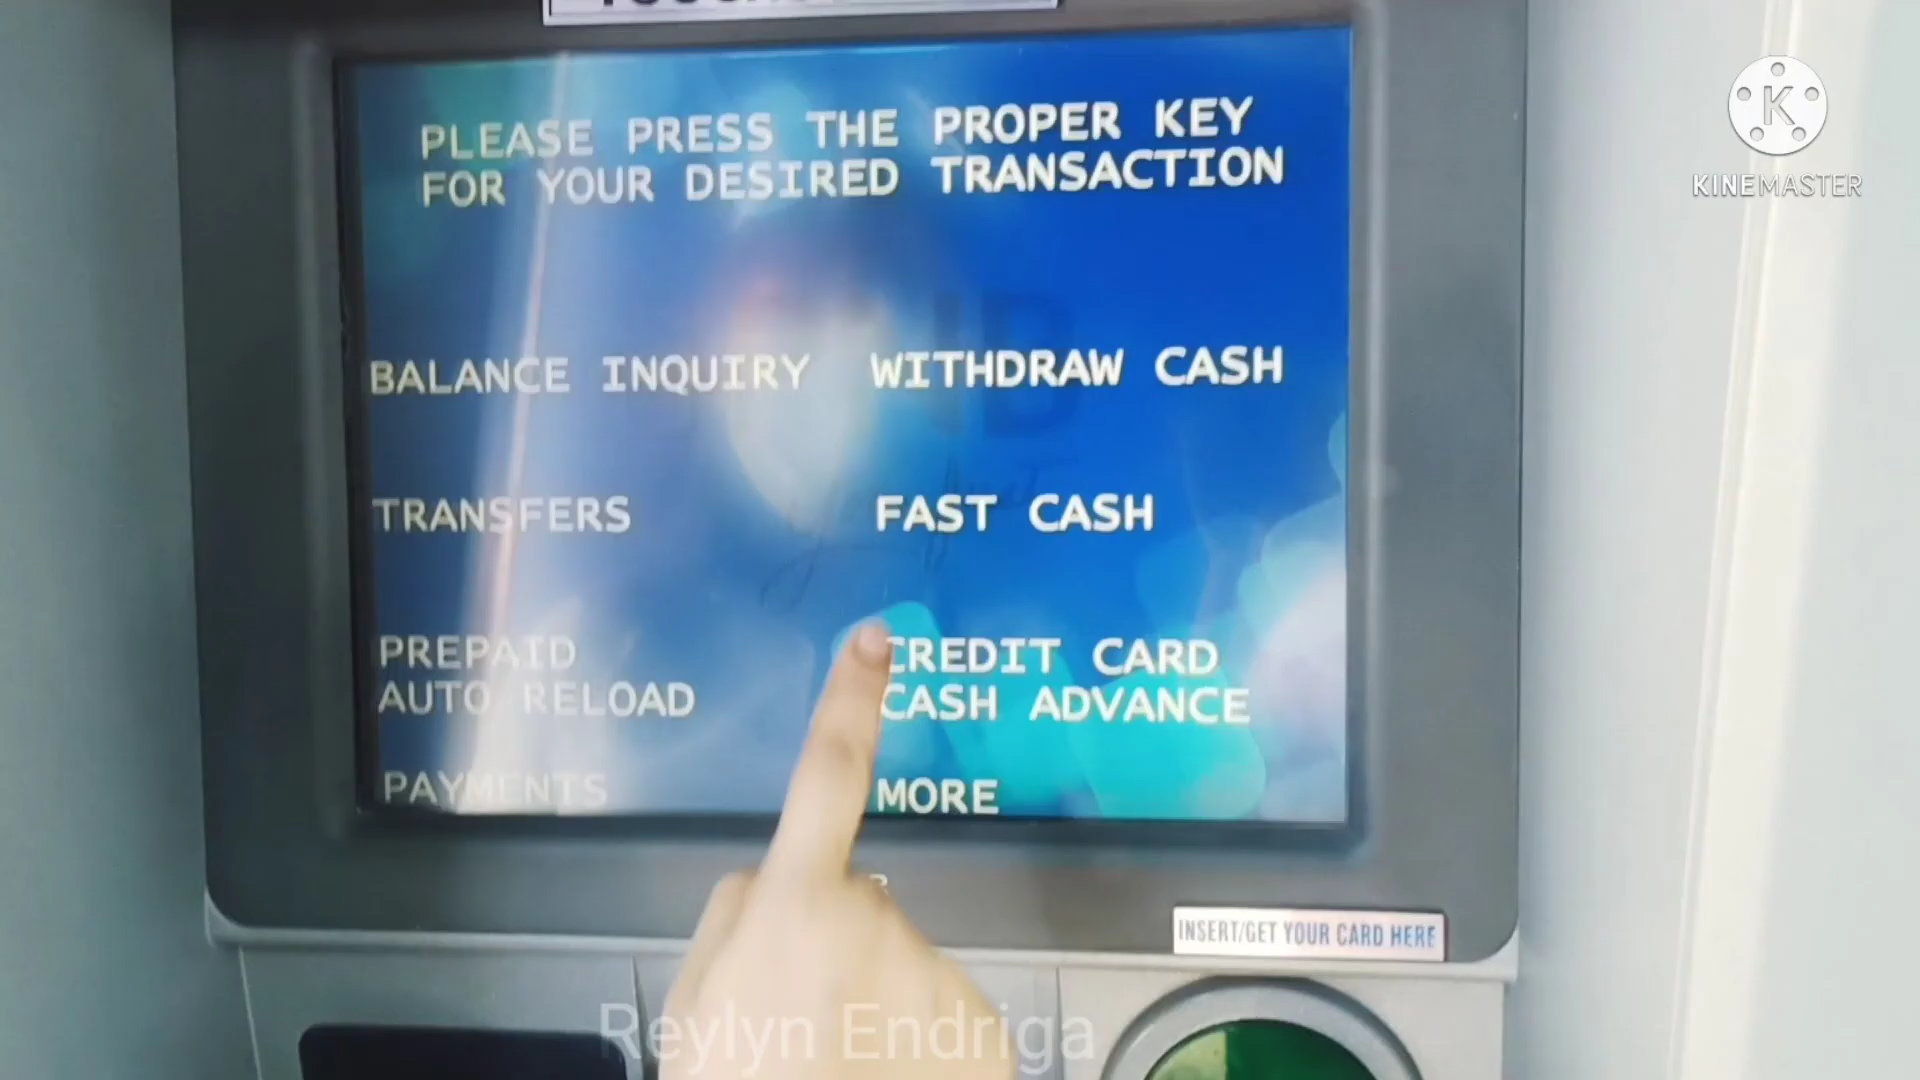 PLEASE PRESS THE PROPER KEY
FOR YOUR DESIRED TRANSACTION
K
KINEMASTER
BALANCE INQUIRY WITHDRAW CASH
TRANSFERS FAST CASH
PREPAID CREDIT CARD
AUTO RELOAD CASH ADVANCE
PAYMENTS MORE
INSERT/GET YOUR CARD HERE
Reylyn Endriga